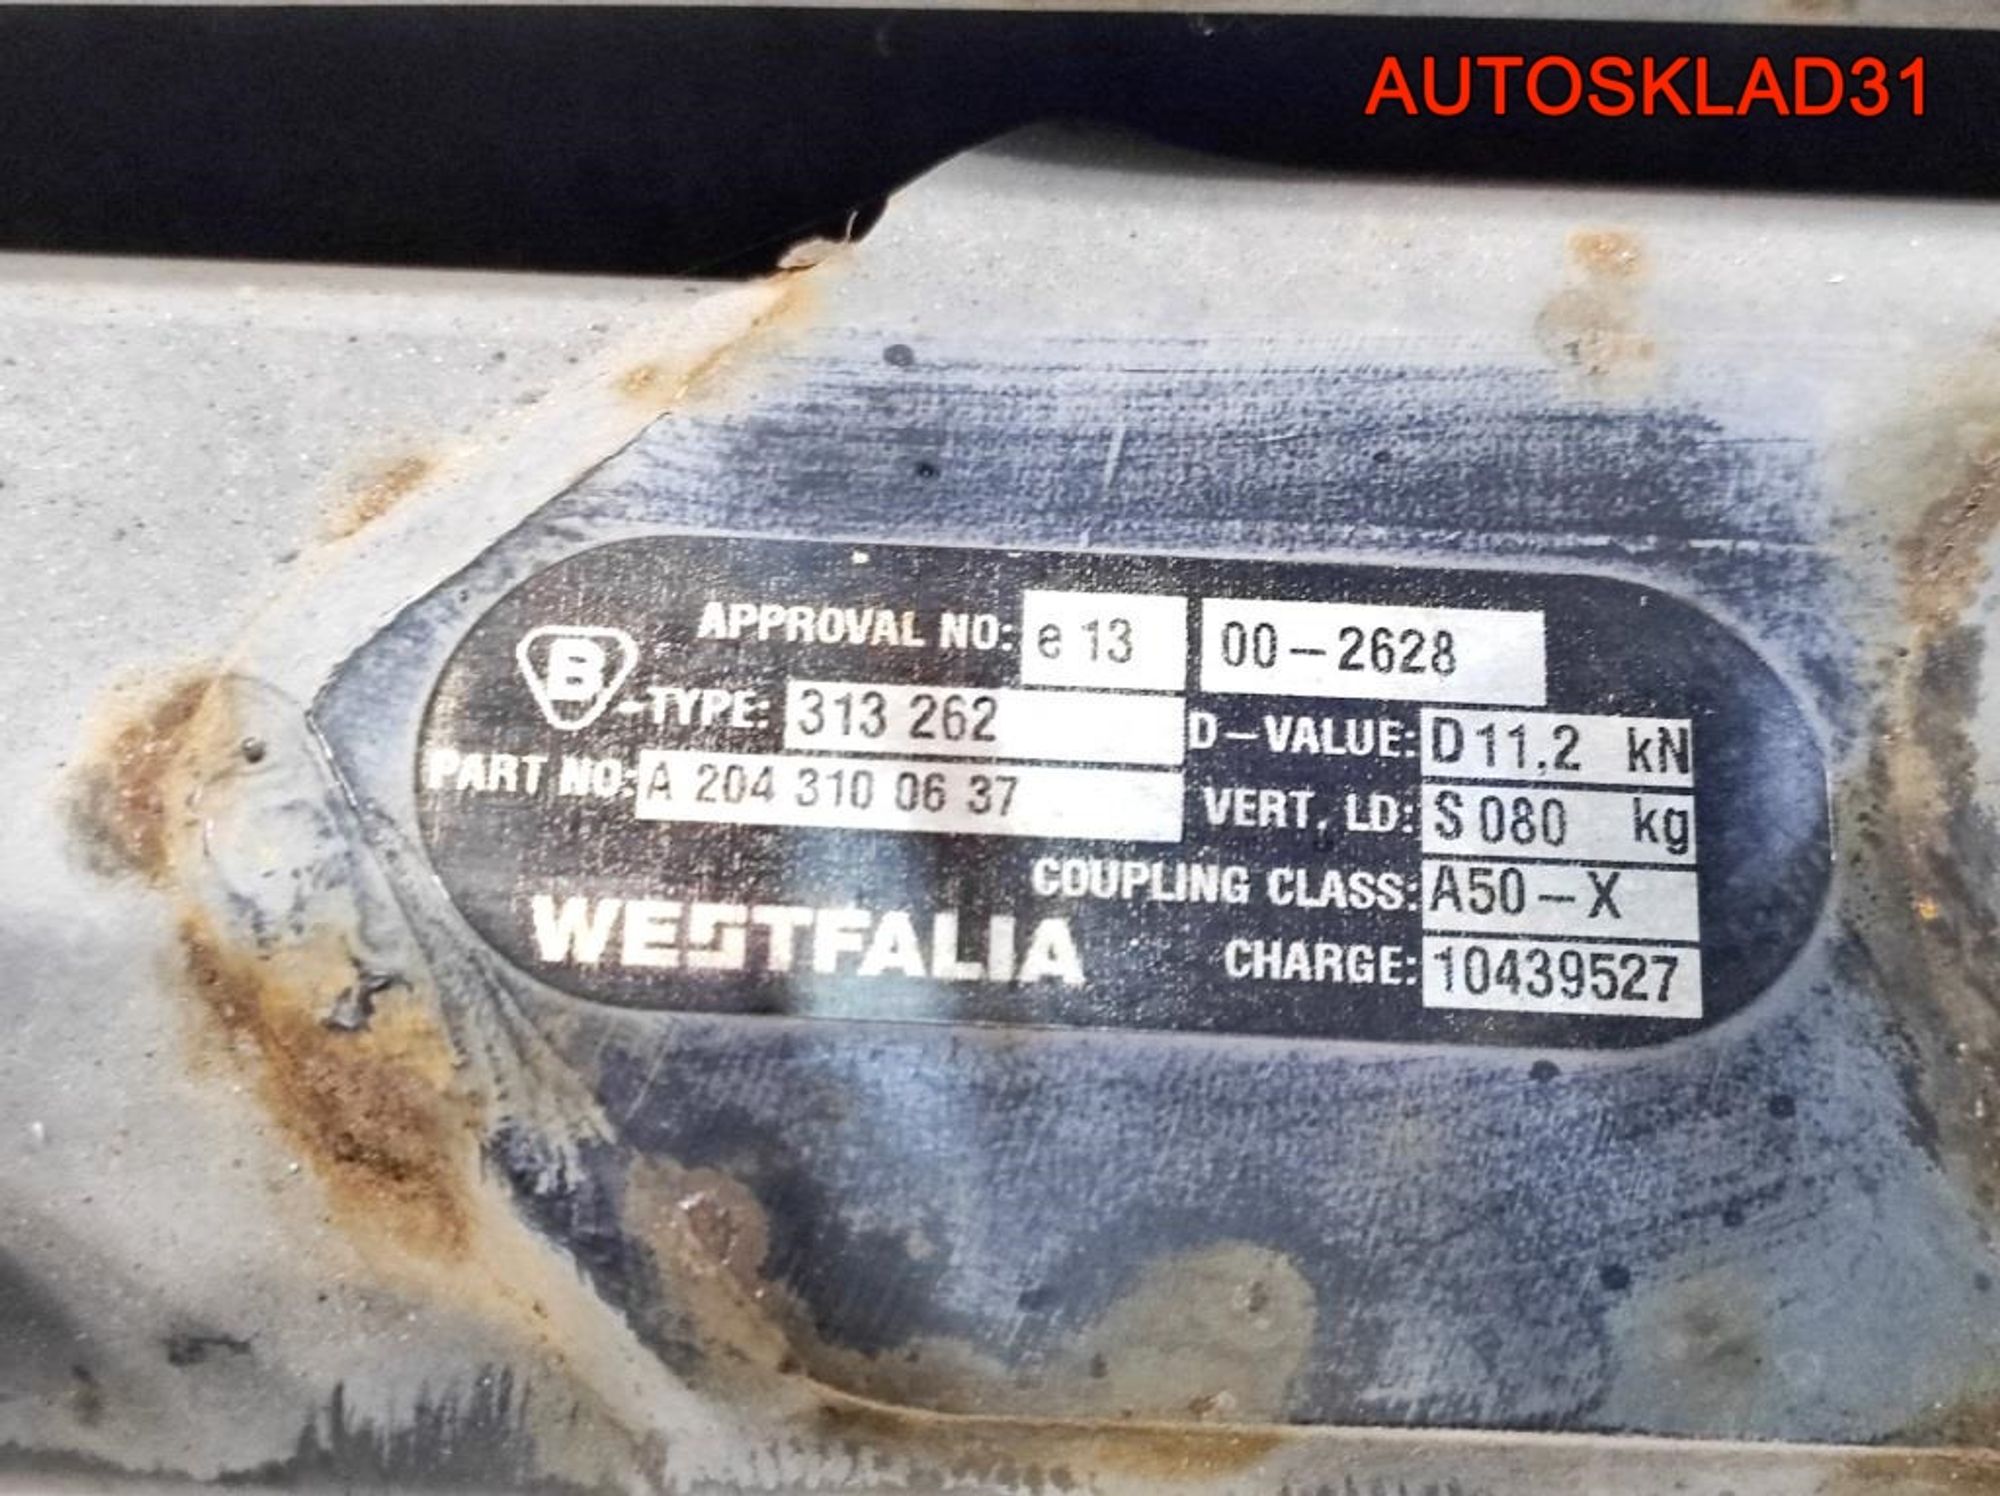 AUTOSKLAD31
APPROVAL NO: e 13 00-2628
B -TYPE: 313 262 D-VALUE: D 11,2 kN
PART NO: A 204 310 06 37 VERT. LD: S 080 kg
COUPLING CLASS: A50-X
WESTFALIA CHARGE: 10439527